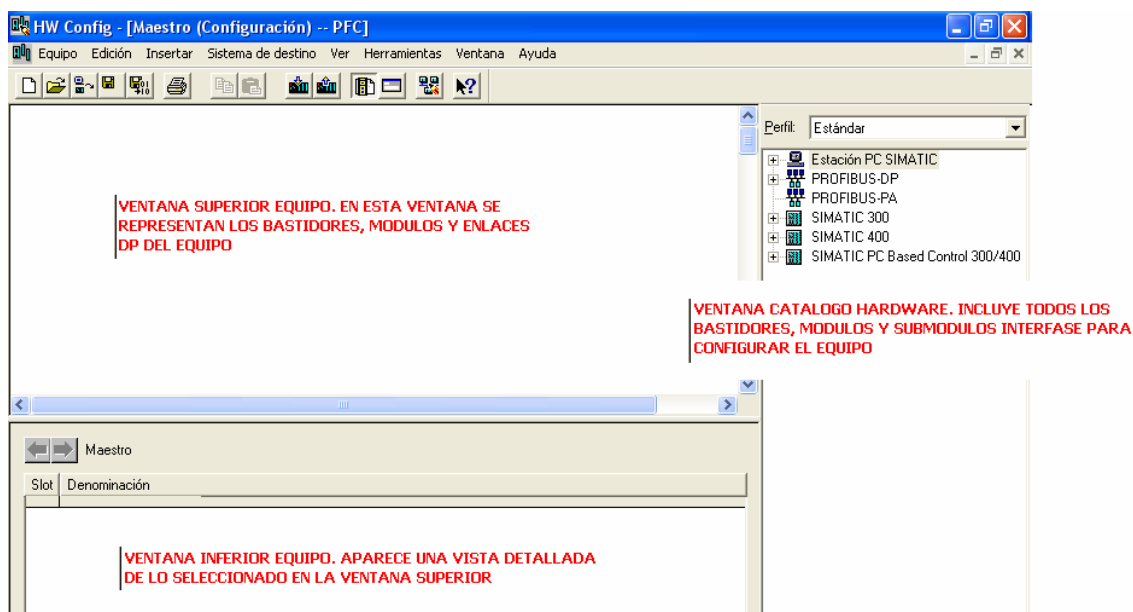 HW Config - [Maestro (Configuración) -- PFC]
Equipo Edición Insertar Sistema de destino Ver Herramientas Ventana Ayuda
Perfil: Estándar
Estación PC SIMATIC
PROFIBUS-DP
PROFIBUS-PA
SIMATIC 300
SIMATIC 400
SIMATIC PC Based Control 300/400
VENTANA SUPERIOR EQUIPO. EN ESTA VENTANA SE
REPRESENTAN LOS BASTIDORES, MODULOS Y ENLACES
DP DEL EQUIPO
VENTANA CATALOGO HARDWARE. INCLUYE TODOS LOS
BASTIDORES, MODULOS Y SUBMODULOS INTERFASE PARA
CONFIGURAR EL EQUIPO
Maestro
Slot Denominación
VENTANA INFERIOR EQUIPO. APARECE UNA VISTA DETALLADA
DE LO SELECCIONADO EN LA VENTANA SUPERIOR